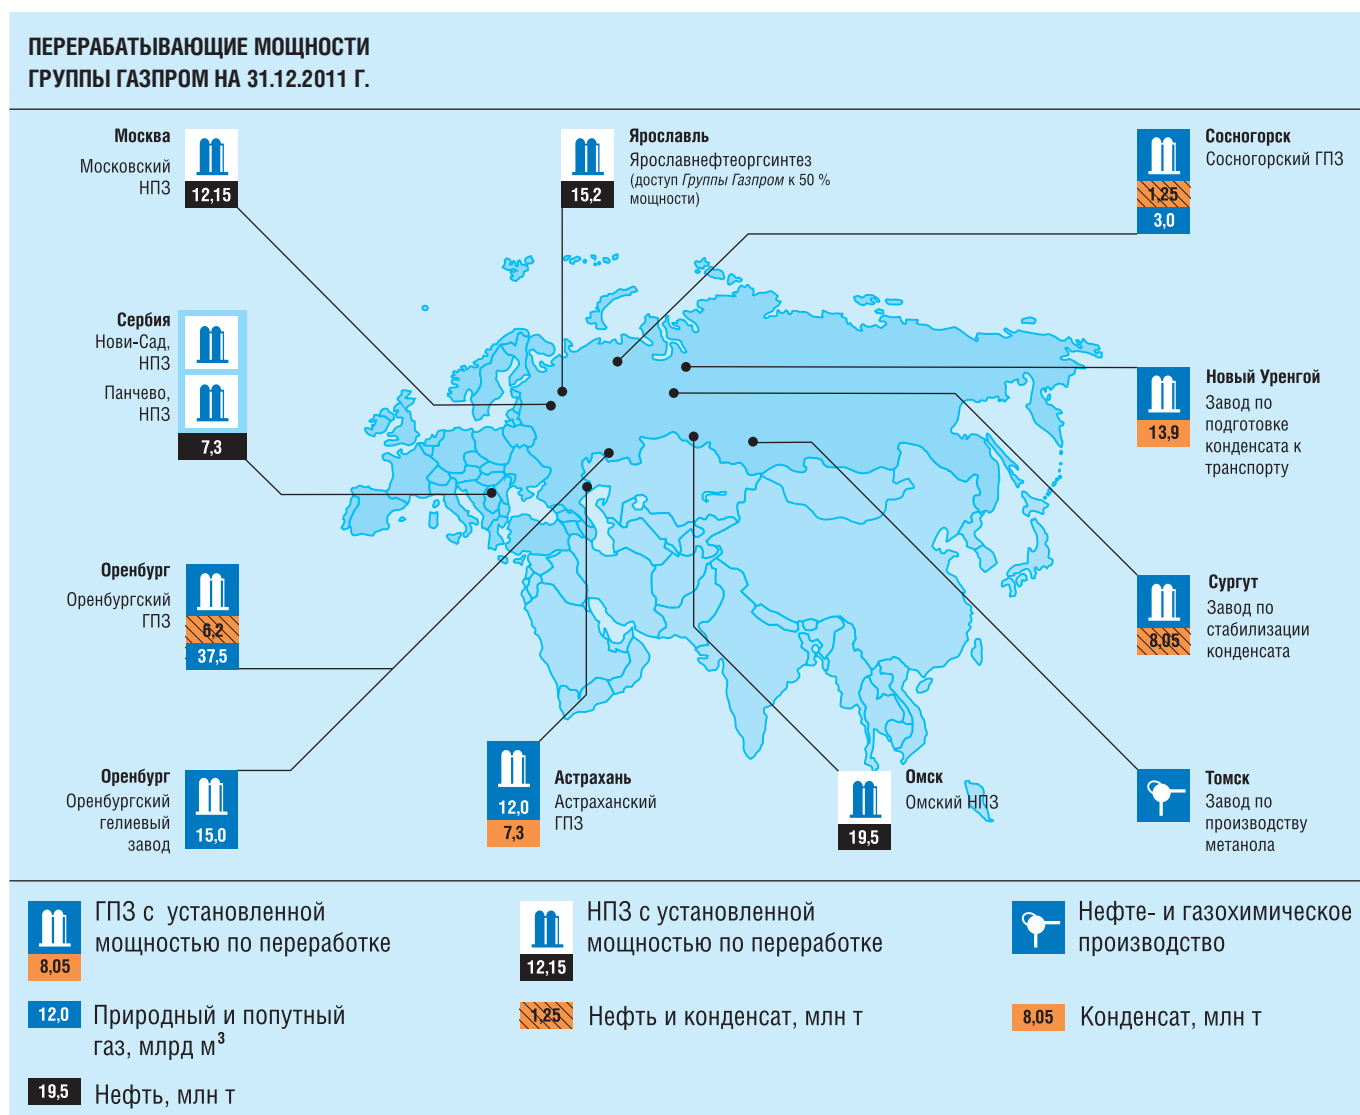 ПЕРЕРАБАТЫВАЮЩИЕ МОЩНОСТИ
ГРУППЫ ГАЗПРОМ НА 31.12.2011 Г.
Москва
Московский
НПЗ
12,15
Ярославль
Ярославнефтеоргсинтез
(доступ Группы Газпром к 50 %
мощности)
15,2
Сосногорск
Сосногорский ГПЗ
1,25
3,0
Сербия
Нови-Сад,
НПЗ
Панчево,
НПЗ
7,3
Новый Уренгой
Завод по
подготовке
конденсата к
транспорту
13,9
Оренбург
Оренбургский
ГПЗ
6,2
37,5
Сургут
Завод по
стабилизации
конденсата
8,05
Оренбург
Оренбургский
гелиевый
завод
15,0
Астрахань
Астраханский
ГПЗ
12,0
7,3
Омск
Омский НПЗ
19,5
Томск
Завод по
производству
метанола
ГПЗ с установленной
мощностью по переработке
8,05
НПЗ с установленной
мощностью по переработке
12,15
Нефте- и газохимическое
производство
12,0
Природный и попутный
газ, млрд м³
1,25
Нефть и конденсат, млн т
8,05
Конденсат, млн т
19,5
Нефть, млн т